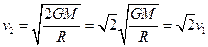 v₂ = √(2GM/R) = √2 √(GM/R) = √2 v₁